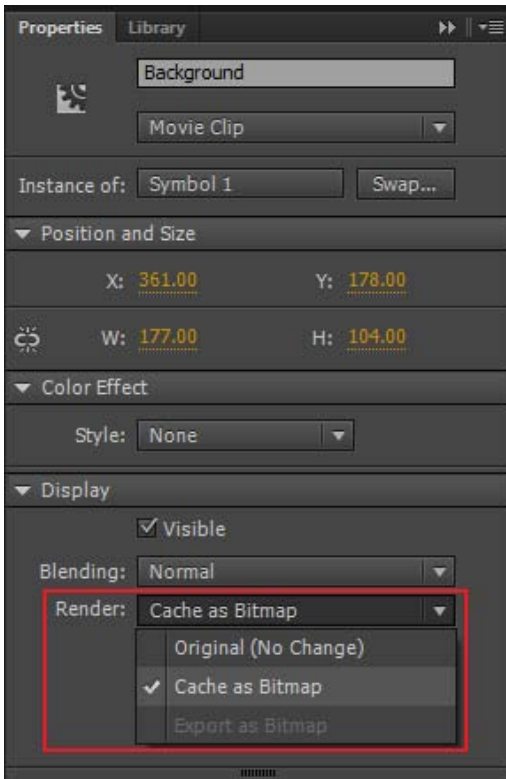 Properties Library
Background
Movie Clip
Instance of: Symbol 1 Swap...
Position and Size
X: 361.00 Y: 178.00
W: 177.00 H: 104.00
Color Effect
Style: None
Display
Visible
Blending: Normal
Render: Cache as Bitmap
Original (No Change)
Cache as Bitmap
Export as Bitmap